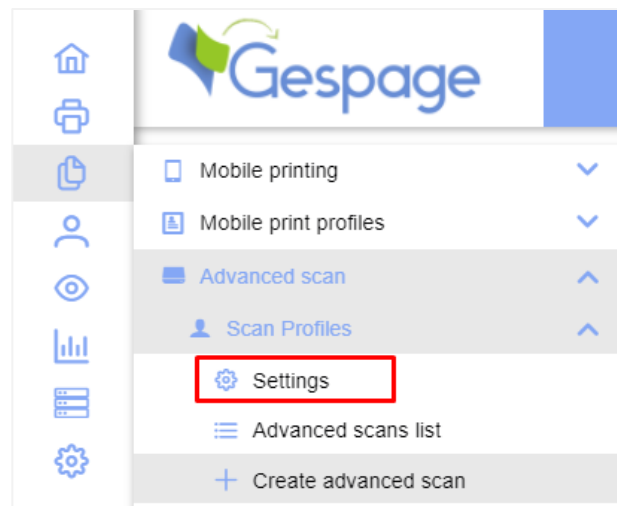 Gespage
Mobile printing
Mobile print profiles
Advanced scan
Scan Profiles
Settings
Advanced scans list
Create advanced scan